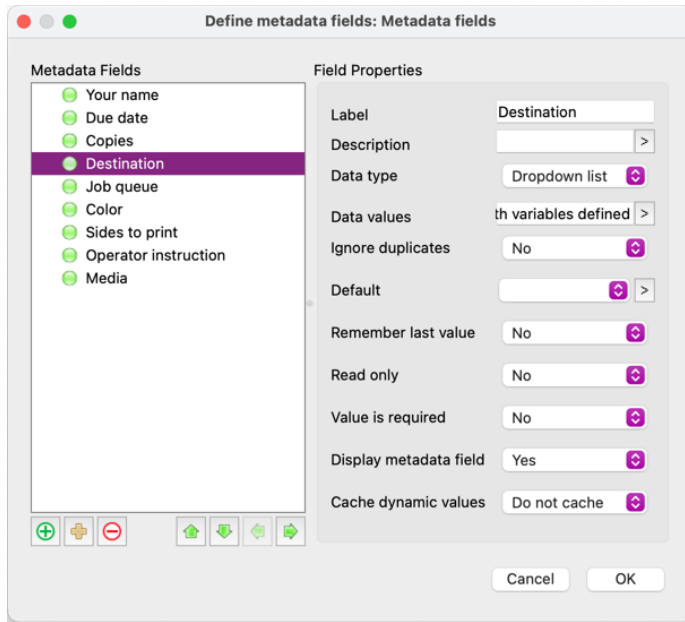 Define metadata fields: Metadata fields
Metadata Fields
Your name
Due date
Copies
Destination
Job queue
Color
Sides to print
Operator instruction
Media
Field Properties
Label Destination
Description >
Data type Dropdown list
Data values th variables defined >
Ignore duplicates No
Default >
Remember last value No
Read only No
Value is required No
Display metadata field Yes
Cache dynamic values Do not cache
Cancel OK